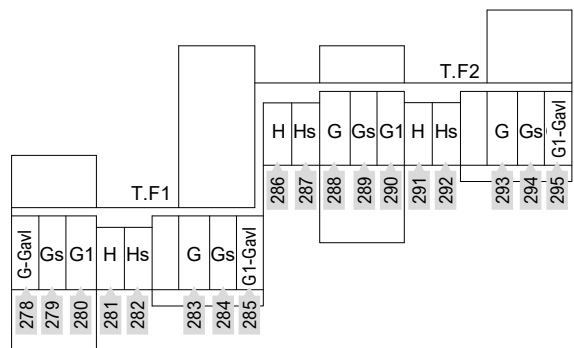 T.F2
H Hs G Gs G1 H Hs G Gs G1-Gavl
286 287 288 289 290 291 292 293 294 295
T.F1
G-Gavl Gs G1 H Hs G Gs G1-Gavl
278 279 280 281 282 283 284 285